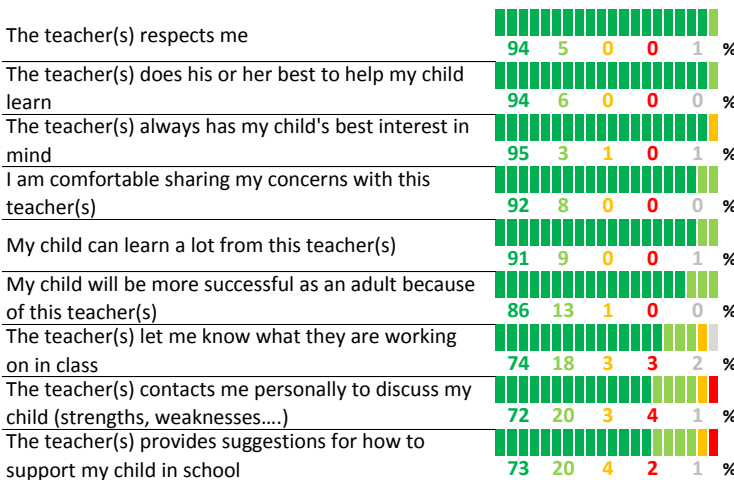 The teacher(s) respects me
94 5 0 0 1 %
The teacher(s) does his or her best to help my child
learn
94 6 0 0 0 %
The teacher(s) always has my child's best interest in
mind
95 3 1 0 1 %
I am comfortable sharing my concerns with this
teacher(s)
92 8 0 0 0 %
My child can learn a lot from this teacher(s)
91 9 0 0 1 %
My child will be more successful as an adult because
of this teacher(s)
86 13 1 0 0 %
The teacher(s) let me know what they are working
on in class
74 18 3 3 2 %
The teacher(s) contacts me personally to discuss my
child (strengths, weaknesses....)
72 20 3 4 1 %
The teacher(s) provides suggestions for how to
support my child in school
73 20 4 2 1 %